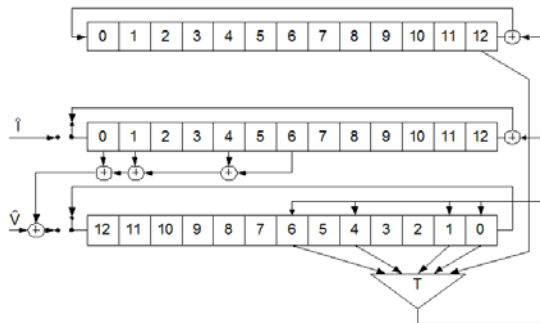 0 1 2 3 4 5 6 7 8 9 10 11 12 +
Î 0 1 2 3 4 5 6 7 8 9 10 11 12 +
+ + +
V̂ + 12 11 10 9 8 7 6 4 3 2 1 0
T